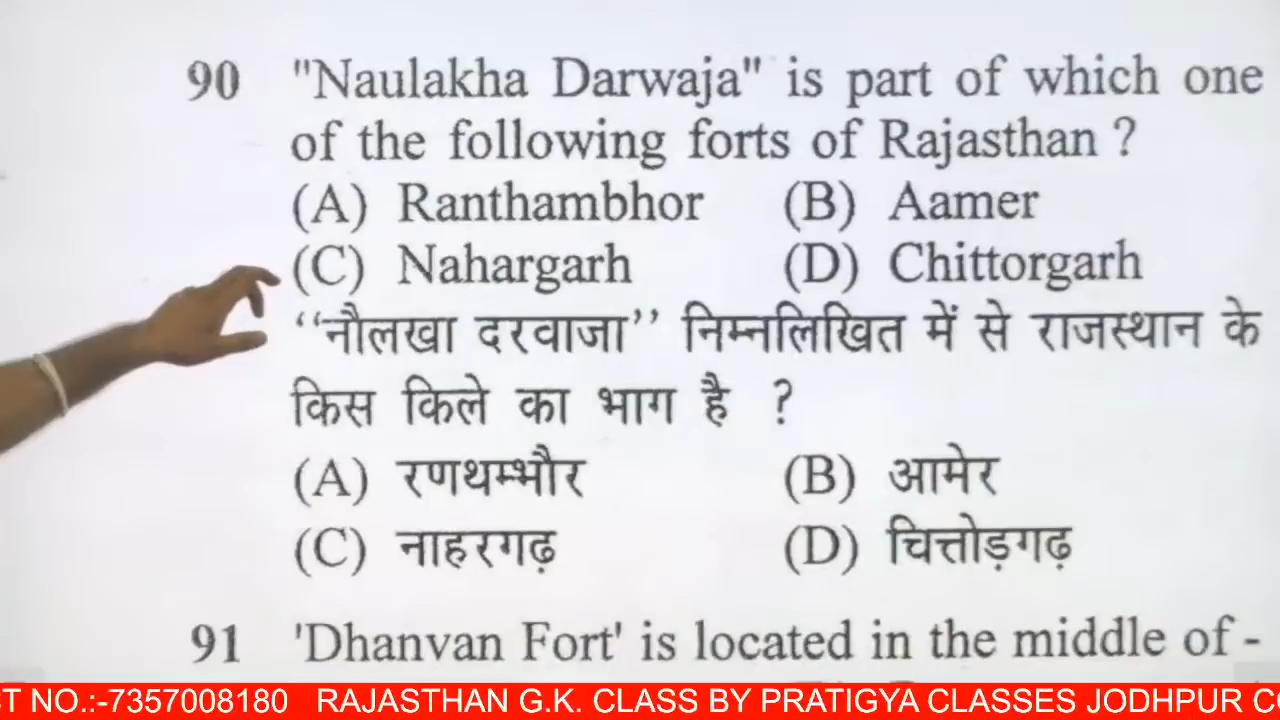 90 "Naulakha Darwaja" is part of which one
of the following forts of Rajasthan ?
(A) Ranthambhor (B) Aamer
(C) Nahargarh (D) Chittorgarh
‘‘नौलखा दरवाजा’’ निम्नलिखित में से राजस्थान के
किस किले का भाग है ?
(A) रणथम्भौर (B) आमेर
(C) नाहरगढ़ (D) चित्तोड़गढ़
91 'Dhanvan Fort' is located in the middle of -
CT NO.:-7357008180 RAJASTHAN G.K. CLASS BY PRATIGYA CLASSES JODHPUR